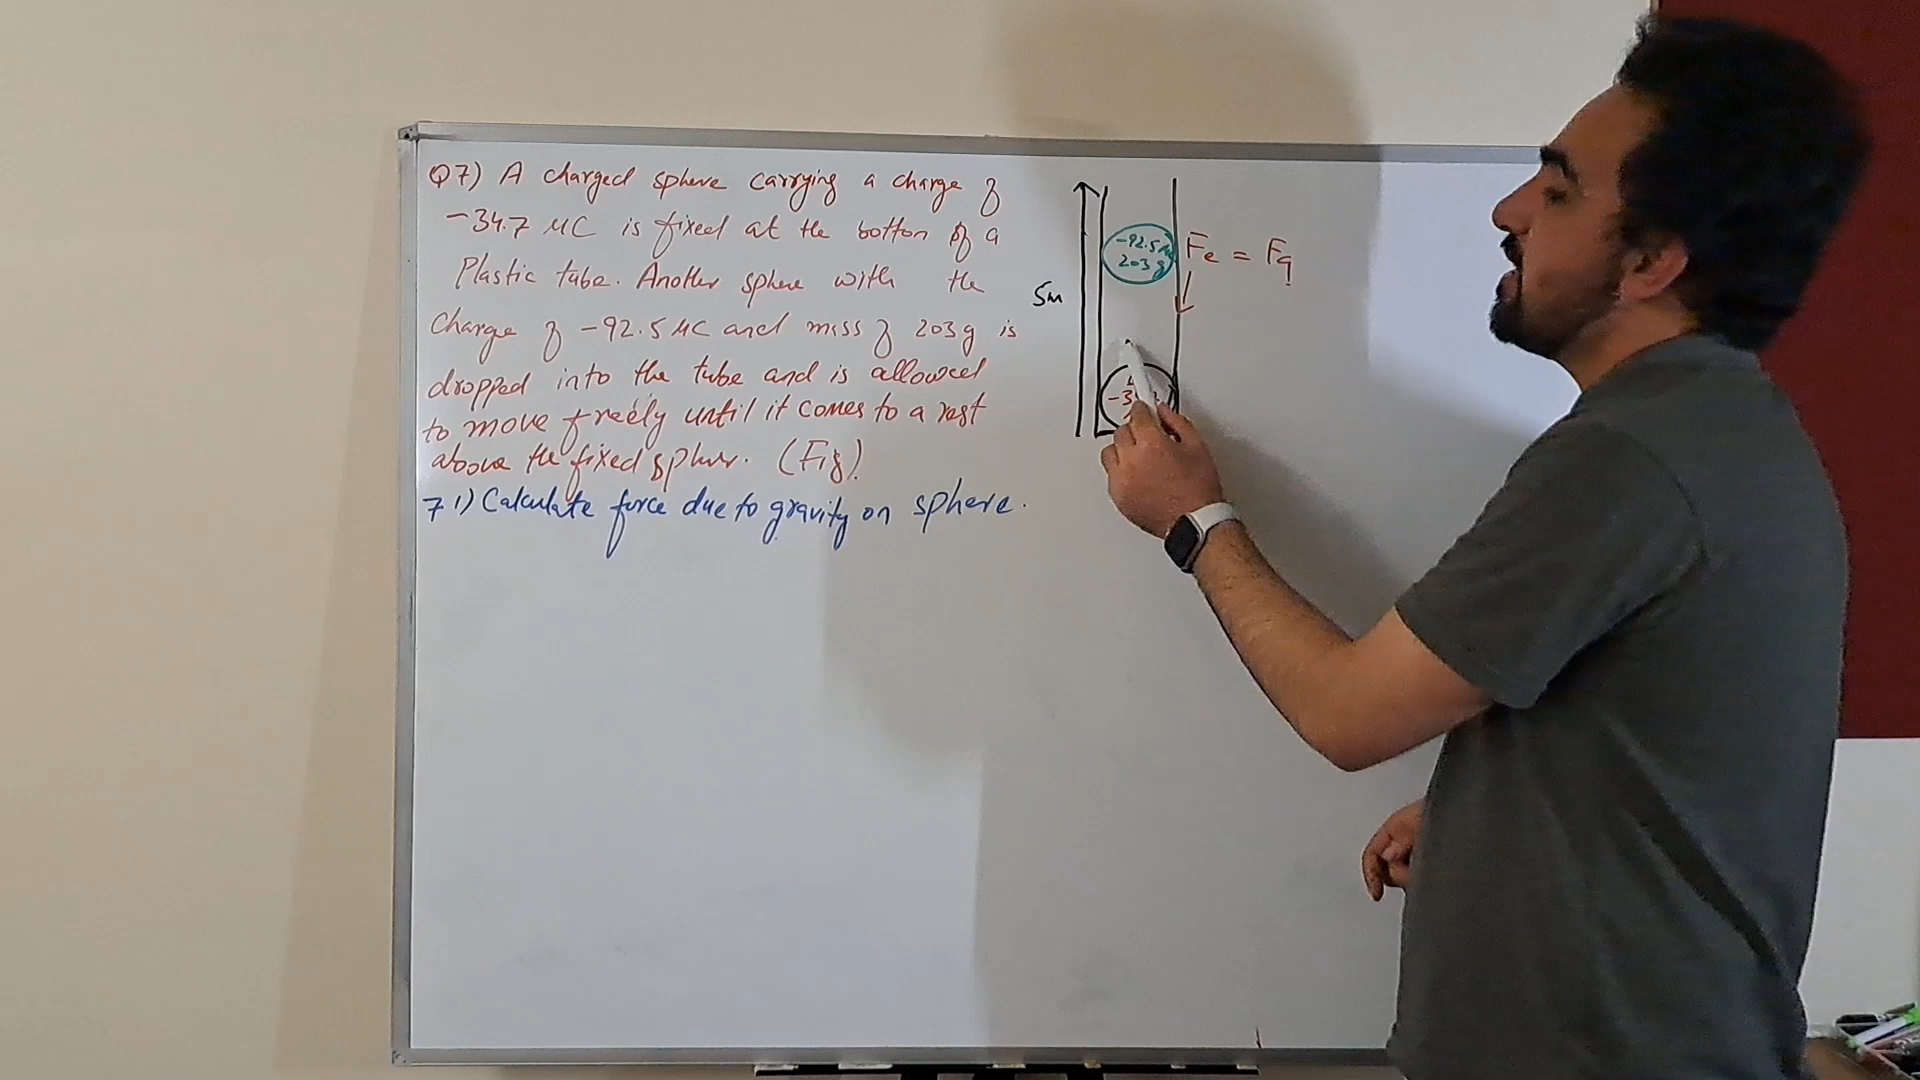 Q7) A charged sphere carrying a charge of
-34.7 μC is fixed at the bottom of a
Plastic tube. Another sphere with the
Charge of -92.5 μC and mass of 203g is
dropped into the tube and is allowed
to move freely until it comes to a rest
above the fixed sphere. (Fig).
7 1) Calculate force due to gravity on sphere.
5m
-92.5
203 g
Fe = Fg